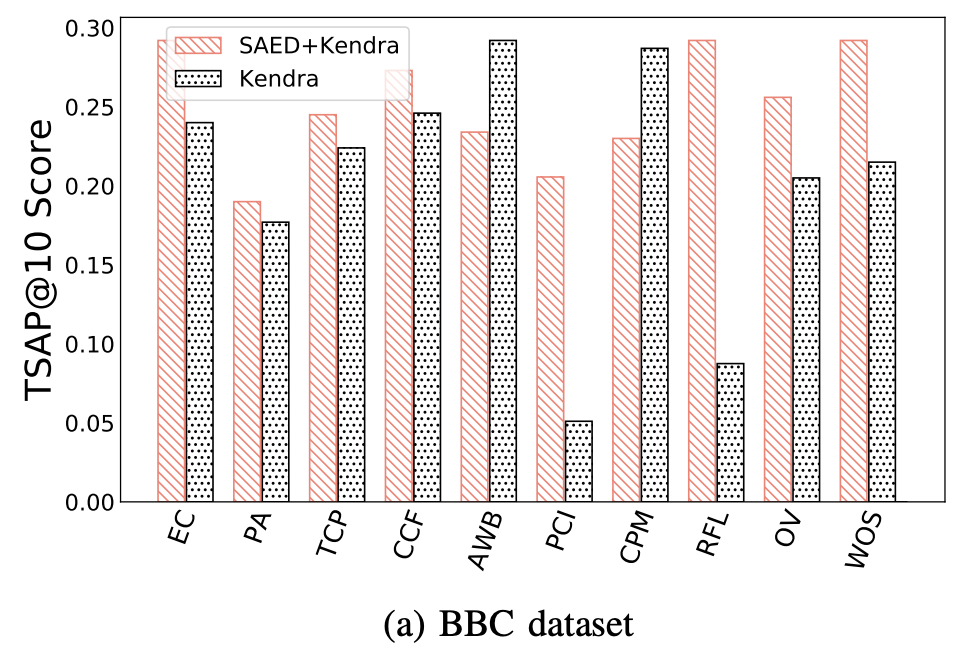 TSAP@10 Score
0.30
0.25
0.20
0.15
0.10
0.05
0.00
SAED+Kendra
Kendra
EC
PA
TCP
CCF
AWB
PCI
CPM
RFL
OV
WOS
(a) BBC dataset